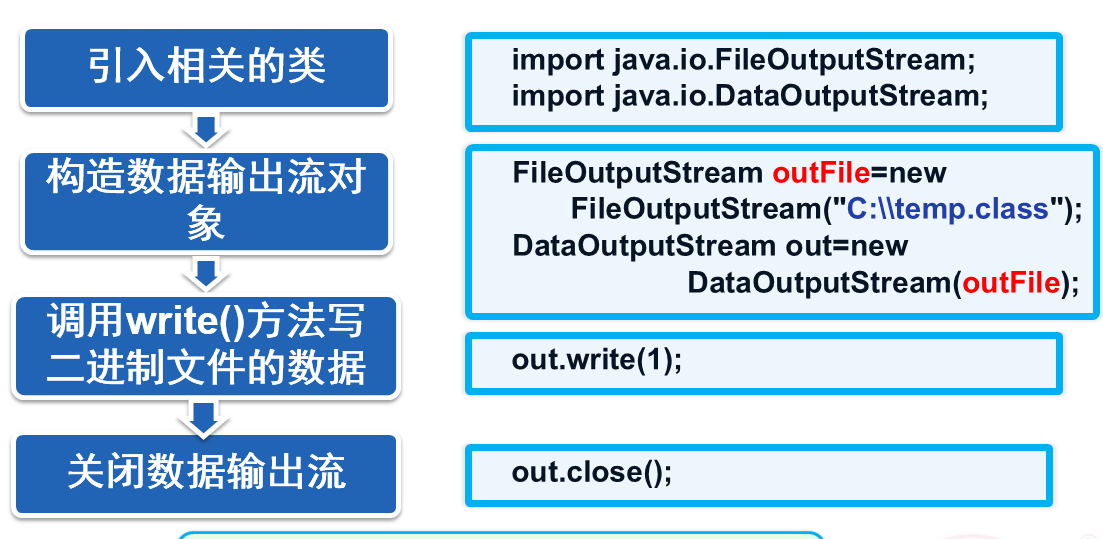 引入相关的类
import java.io.FileOutputStream;
import java.io.DataOutputStream;
构造数据输出流对
象
FileOutputStream outFile=new
FileOutputStream("C:\\temp.class");
DataOutputStream out=new
DataOutputStream(outFile);
调用write()方法写
二进制文件的数据
out.write(1);
关闭数据输出流
out.close();